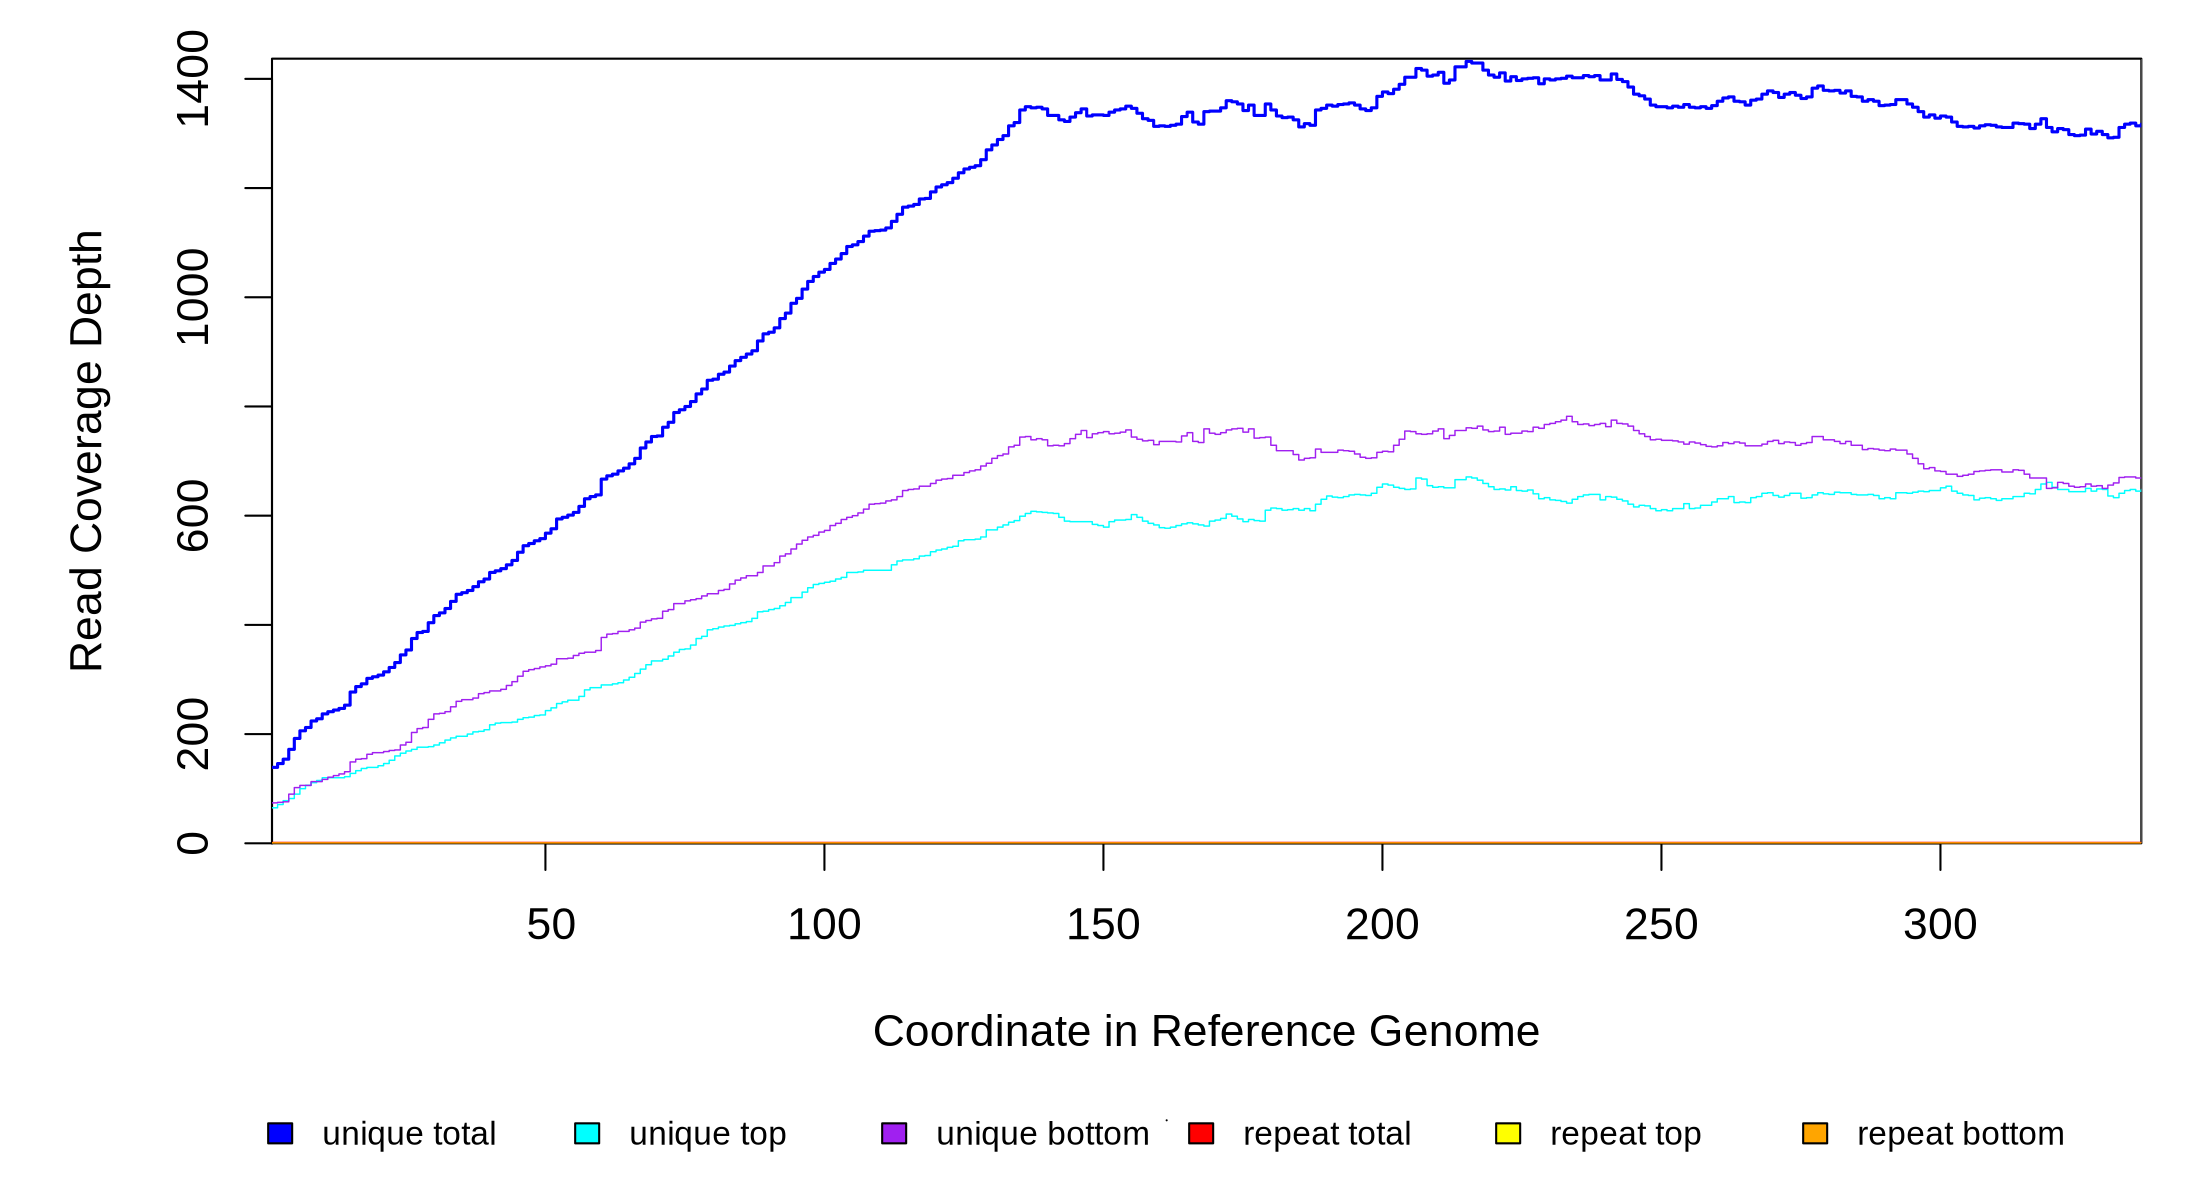 Read Coverage Depth
1400
1000
600
200
0
50 100 150 200 250 300
Coordinate in Reference Genome
unique total unique top unique bottom repeat total repeat top repeat bottom